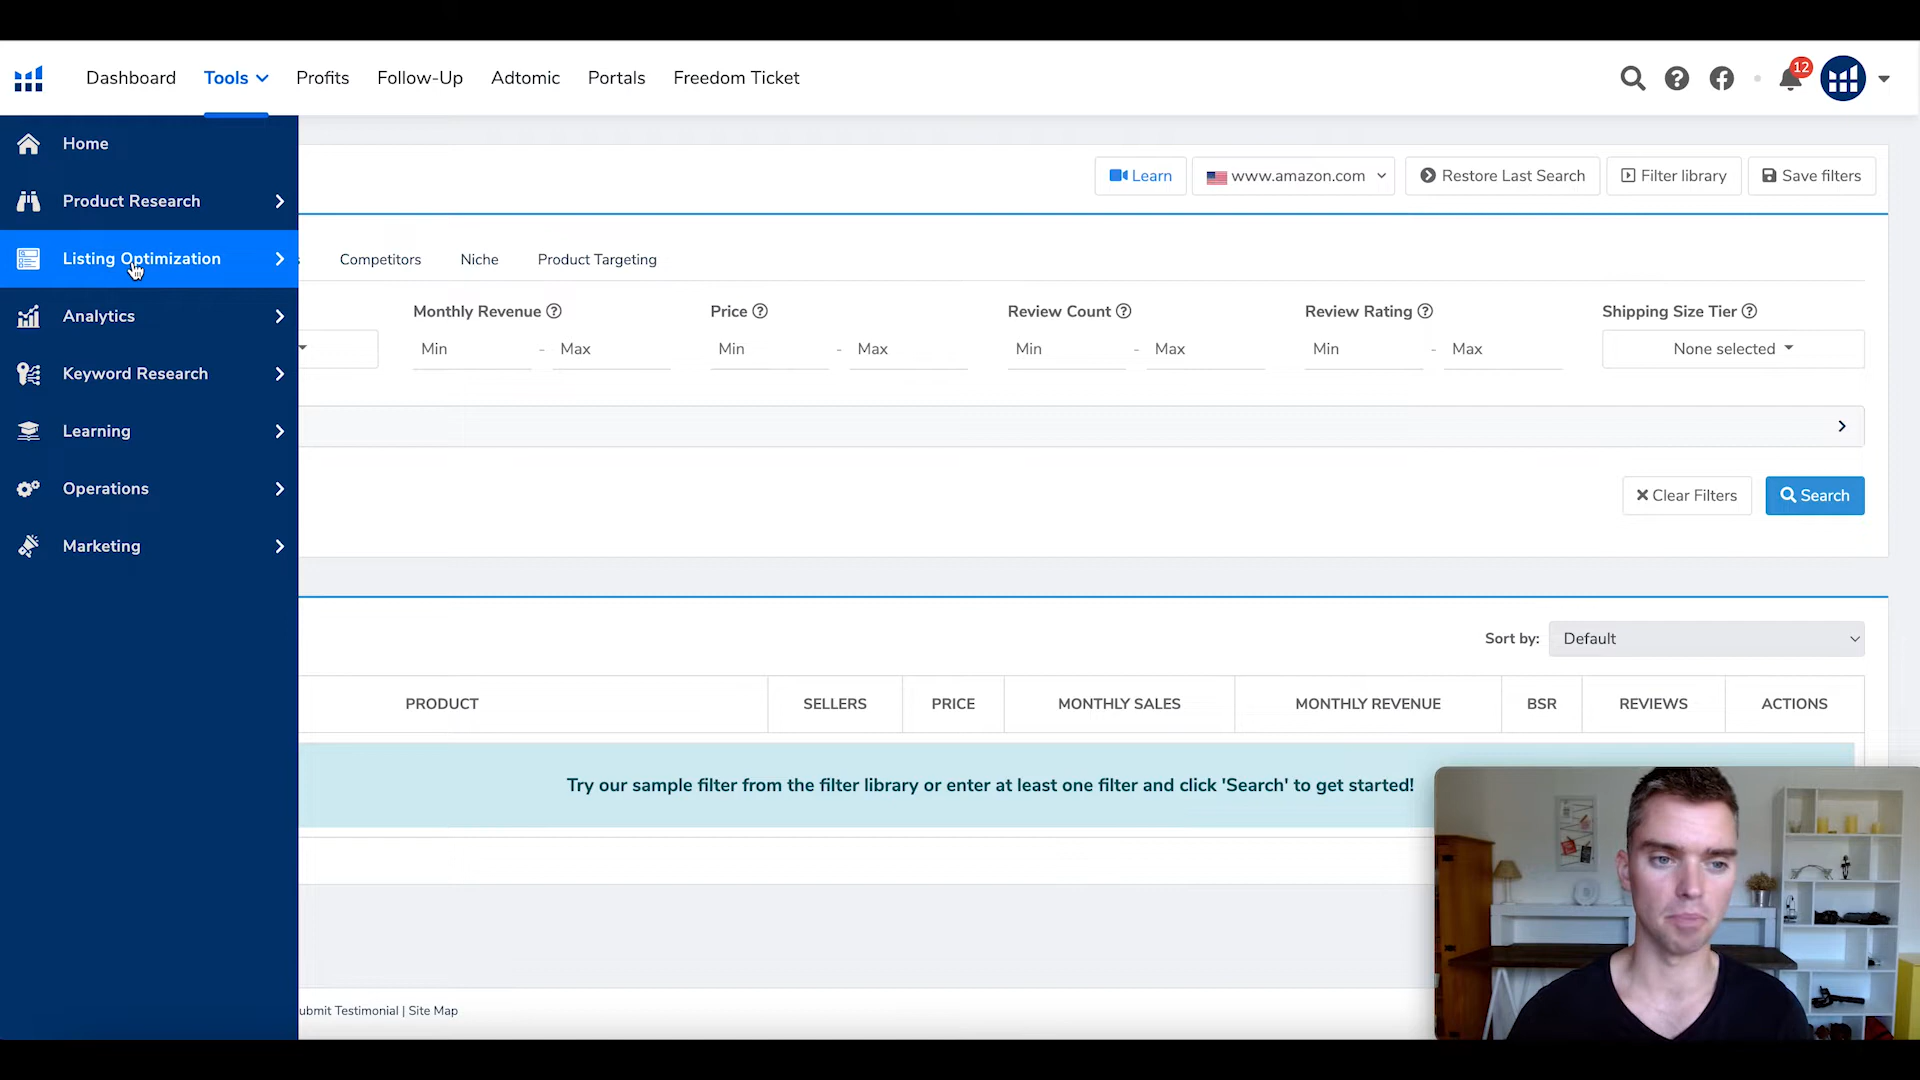 Dashboard Tools Profits Follow-Up Adtomic Portals Freedom Ticket 12
Home
Product Research
Listing Optimization
Analytics
Keyword Research
Learning
Operations
Marketing
Learn www.amazon.com Restore Last Search Filter library Save filters
Competitors Niche Product Targeting
Monthly Revenue Price Review Count Review Rating Shipping Size Tier
Min - Max Min - Max Min - Max Min - Max None selected
Clear Filters Search
Sort by: Default
PRODUCT SELLERS PRICE MONTHLY SALES MONTHLY REVENUE BSR REVIEWS ACTIONS
Try our sample filter from the filter library or enter at least one filter and click 'Search' to get started!
ubmit Testimonial | Site Map